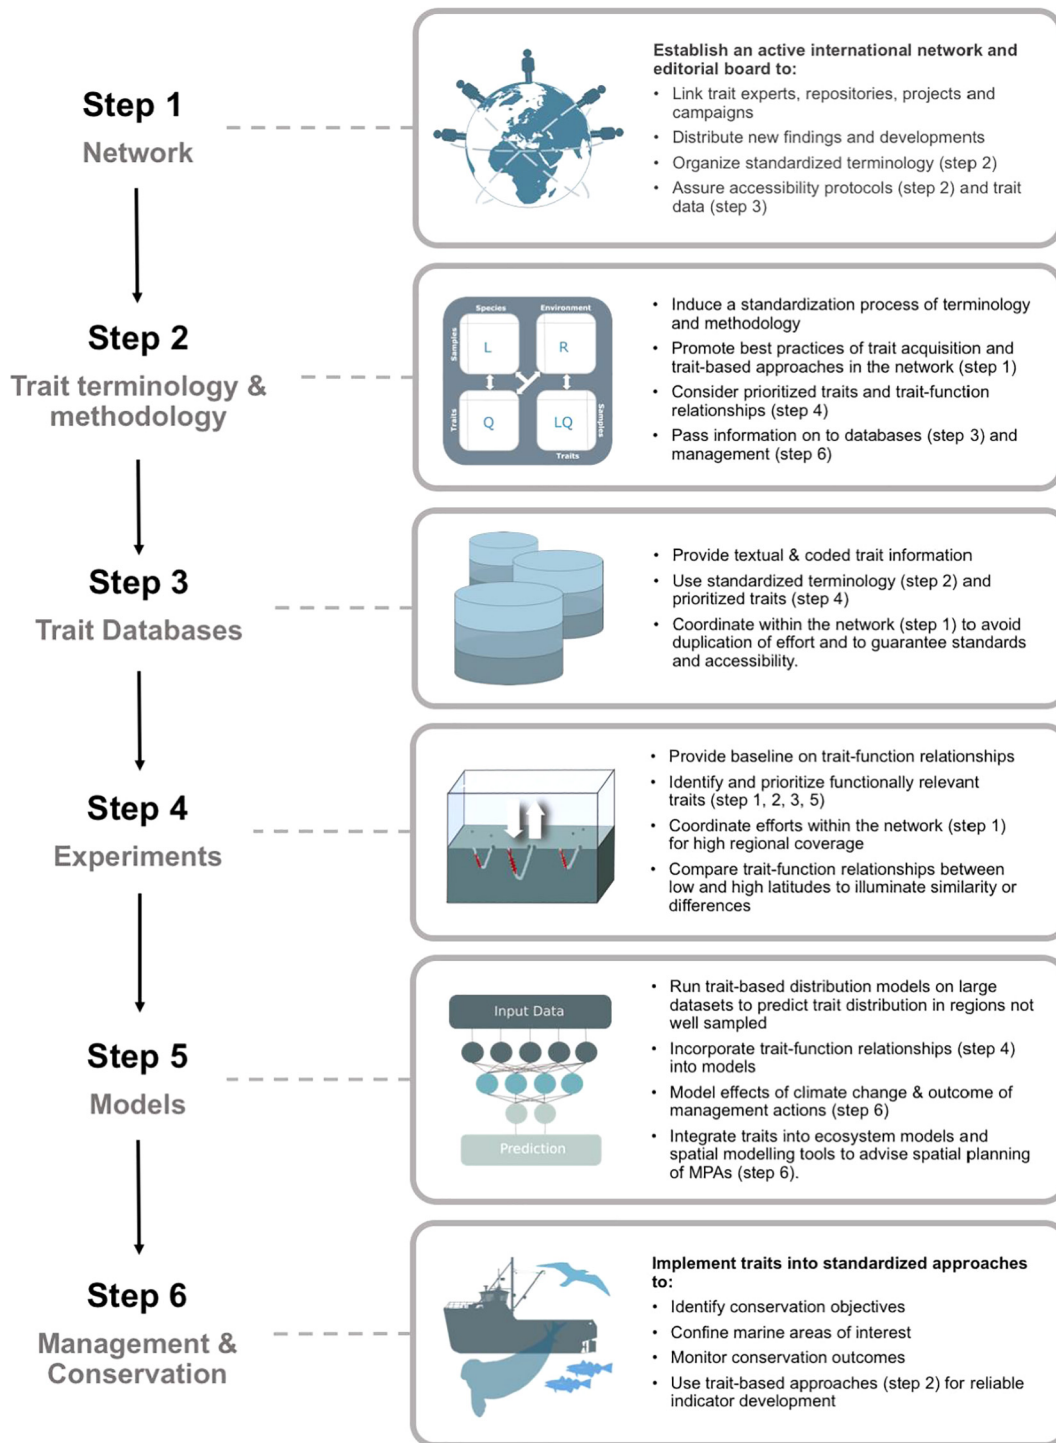 Step 1
Network
Establish an active international network and
editorial board to:
• Link trait experts, repositories, projects and
campaigns
• Distribute new findings and developments
• Organize standardized terminology (step 2)
• Assure accessibility protocols (step 2) and trait
data (step 3)
Step 2
Trait terminology &
methodology
Species
Environment
Samples
L
R
Traits
Q
LQ
Samples
Traits
• Induce a standardization process of terminology
and methodology
• Promote best practices of trait acquisition and
trait-based approaches in the network (step 1)
• Consider prioritized traits and trait-function
relationships (step 4)
• Pass information on to databases (step 3) and
management (step 6)
Step 3
Trait Databases
• Provide textual & coded trait information
• Use standardized terminology (step 2) and
prioritized traits (step 4)
• Coordinate within the network (step 1) to avoid
duplication of effort and to guarantee standards
and accessibility.
Step 4
Experiments
• Provide baseline on trait-function relationships
• Identify and prioritize functionally relevant
traits (step 1, 2, 3, 5)
• Coordinate efforts within the network (step 1)
for high regional coverage
• Compare trait-function relationships between
low and high latitudes to illuminate similarity or
differences
Step 5
Models
Input Data
Prediction
• Run trait-based distribution models on large
datasets to predict trait distribution in regions not
well sampled
• Incorporate trait-function relationships (step 4)
into models
• Model effects of climate change & outcome of
management actions (step 6)
• Integrate traits into ecosystem models and
spatial modelling tools to advise spatial planning
of MPAs (step 6).
Step 6
Management &
Conservation
Implement traits into standardized approaches
to:
• Identify conservation objectives
• Confine marine areas of interest
• Monitor conservation outcomes
• Use trait-based approaches (step 2) for reliable
indicator development